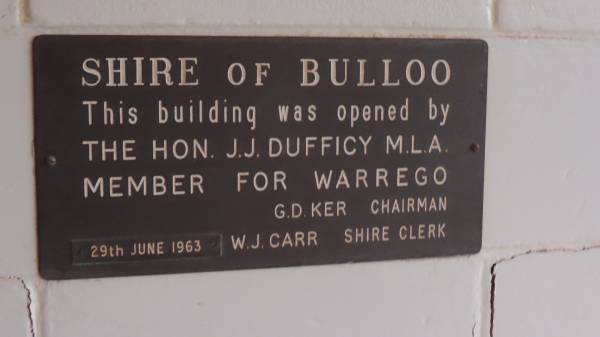 SHIRE OF BULLOO
This building was opened by
THE HON. J.J. DUFFICY M.L.A.
MEMBER FOR WARREGO
G.D. KER CHAIRMAN
29th JUNE 1963 W.J. CARR SHIRE CLERK